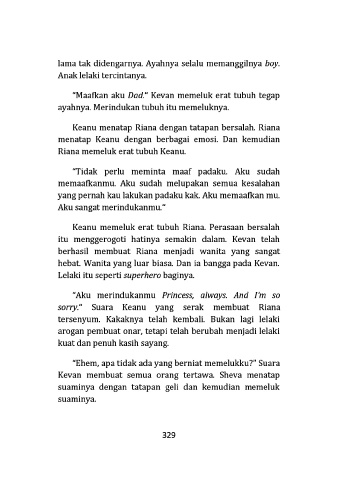 lama tak didengarnya. Ayahnya selalu memanggilnya boy.
Anak lelaki tercintanya.
“Maafkan aku Dad.” Kevan memeluk erat tubuh tegap
ayahnya. Merindukan tubuh itu memeluknya.
Keanu menatap Riana dengan tatapan bersalah. Riana
menatap Keanu dengan berbagai emosi. Dan kemudian
Riana memeluk erat tubuh Keanu.
“Tidak perlu meminta maaf padaku. Aku sudah
memaafkanmu. Aku sudah melupakan semua kesalahan
yang pernah kau lakukan padaku kak. Aku memaafkan mu.
Aku sangat merindukanmu.”
Keanu memeluk erat tubuh Riana. Perasaan bersalah
itu menggerogoti hatinya semakin dalam. Kevan telah
berhasil membuat Riana menjadi wanita yang sangat
hebat. Wanita yang luar biasa. Dan ia bangga pada Kevan.
Lelaki itu seperti superhero baginya.
“Aku merindukanmu Princess, always. And I’m so
sorry.” Suara Keanu yang serak membuat Riana
tersenyum. Kakaknya telah kembali. Bukan lagi lelaki
arogan pembuat onar, tetapi telah berubah menjadi lelaki
kuat dan penuh kasih sayang.
“Ehem, apa tidak ada yang berniat memelukku?” Suara
Kevan membuat semua orang tertawa. Sheva menatap
suaminya dengan tatapan geli dan kemudian memeluk
suaminya.
329